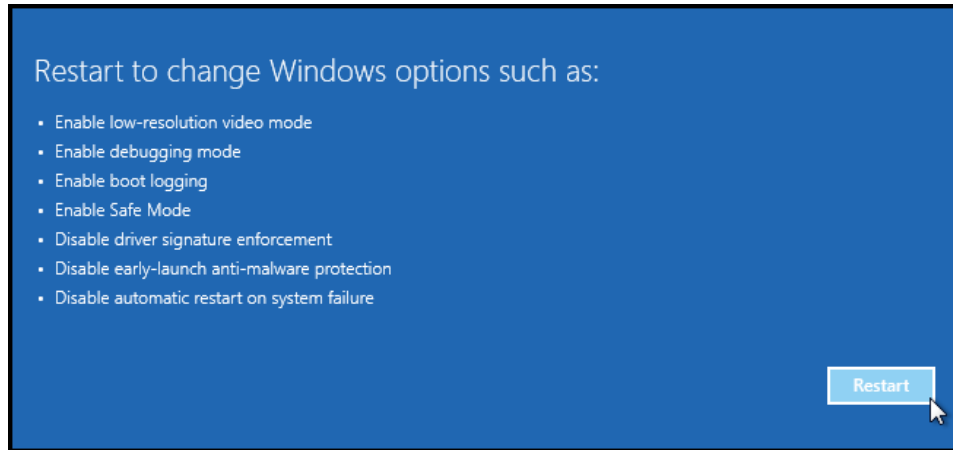 Restart to change Windows options such as:
• Enable low-resolution video mode
• Enable debugging mode
• Enable boot logging
• Enable Safe Mode
• Disable driver signature enforcement
• Disable early-launch anti-malware protection
• Disable automatic restart on system failure
Restart